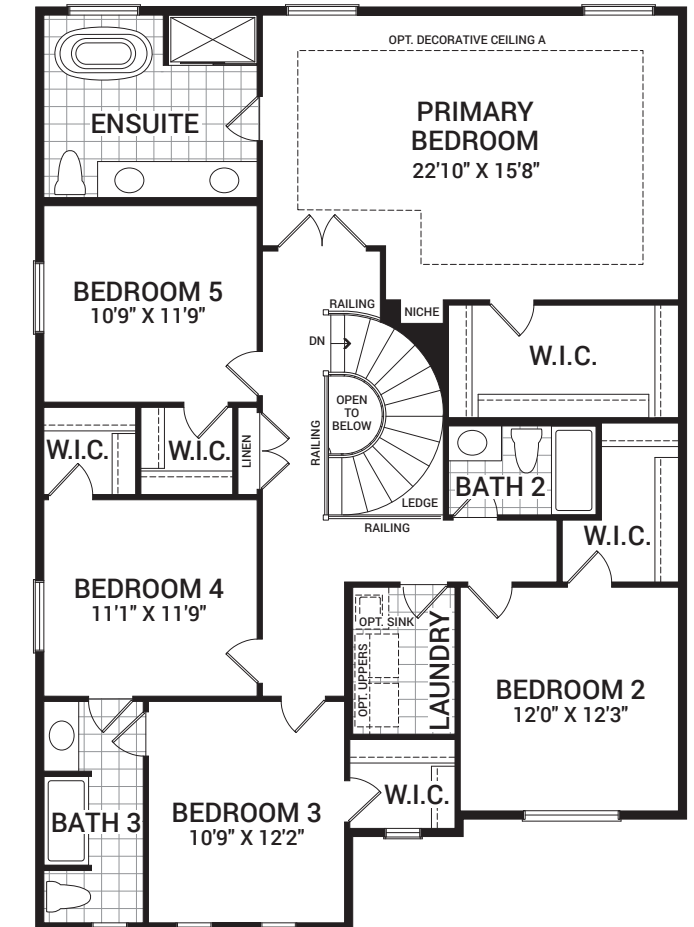 OPT. DECORATIVE CEILING A
ENSUITE
PRIMARY
BEDROOM
22'10" X 15'8"
BEDROOM 5
10'9" X 11'9"
RAILING
NICHE
DN
W.I.C.
OPEN
TO
BELOW
RAILING
W.I.C.
W.I.C.
LINEN
BATH 2
LEDGE
RAILING
W.I.C.
BEDROOM 4
11'1" X 11'9"
OPT. SINK
OPT. UPPERS
LAUNDRY
BEDROOM 2
12'0" X 12'3"
W.I.C.
BATH 3
BEDROOM 3
10'9" X 12'2"